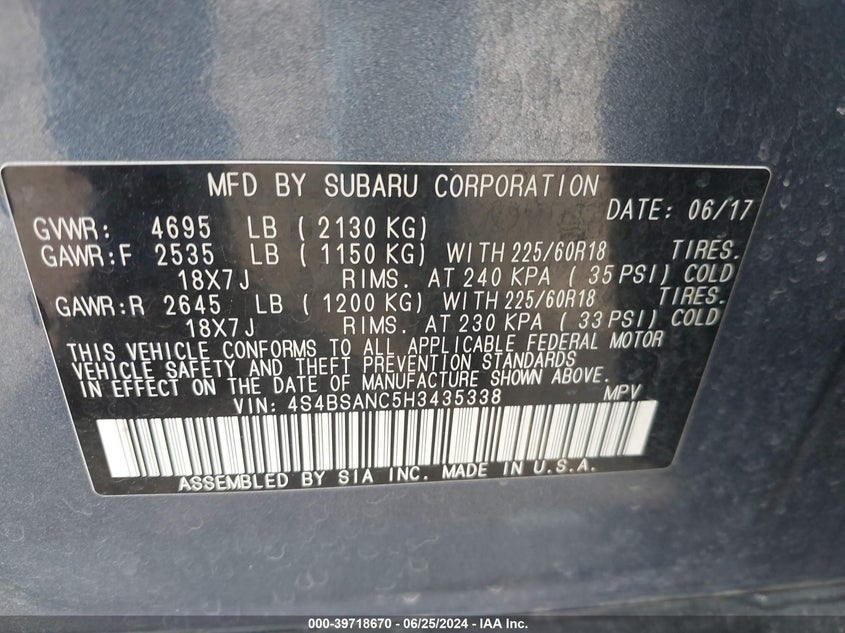 MFD BY SUBARU CORPORATION
DATE: 06/17
GVWR: 4695 LB ( 2130 KG)
GAWR:F 2535 LB ( 1150 KG) WITH 225/60R18 TIRES.
18X7J RIMS. AT 240 KPA ( 35 PSI) COLD
GAWR:R 2645 LB ( 1200 KG) WITH 225/60R18 TIRES.
18X7J RIMS. AT 230 KPA ( 33 PSI) COLD
THIS VEHICLE CONFORMS TO ALL APPLICABLE FEDERAL MOTOR
VEHICLE SAFETY AND THEFT PREVENTION STANDARDS
IN EFFECT ON THE DATE OF MANUFACTURE SHOWN ABOVE.
VIN: 4S4BSANC5H3435338 MPV
ASSEMBLED BY SIA INC. MADE IN U.S.A.
000-39718670 - 06/25/2024 - IAA Inc.